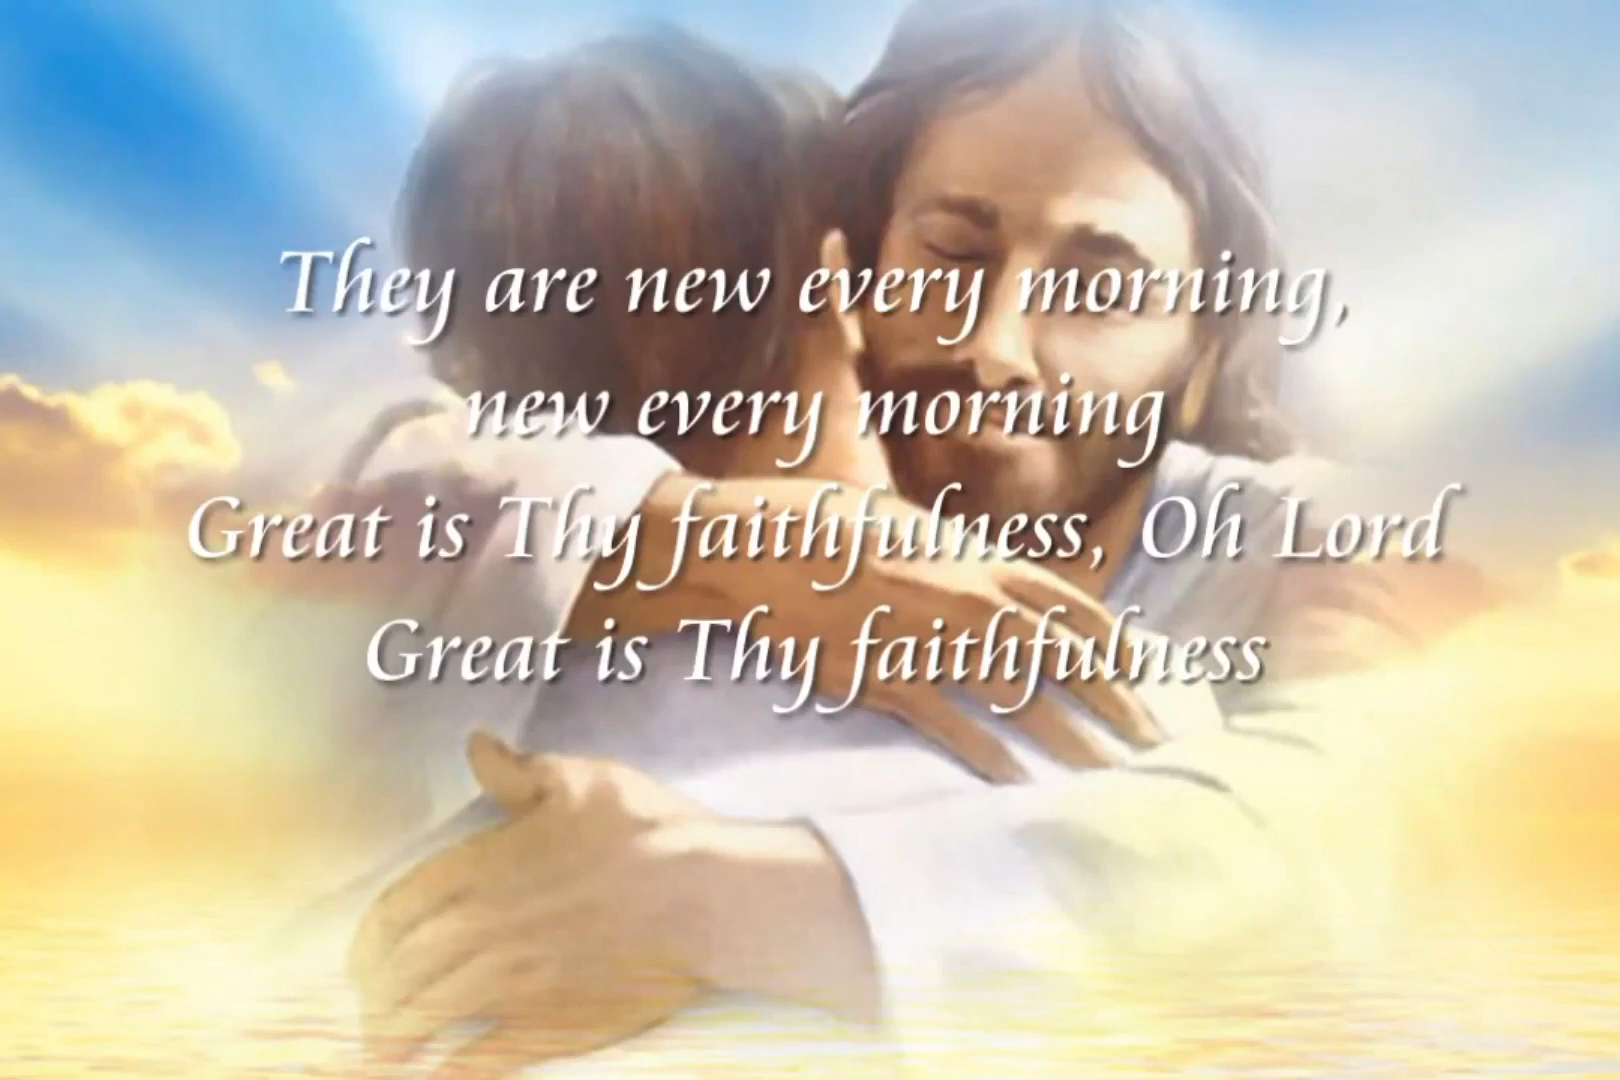 They are new every morning,
new every morning
Great is Thy faithfulness, Oh Lord
Great is Thy faithfulness